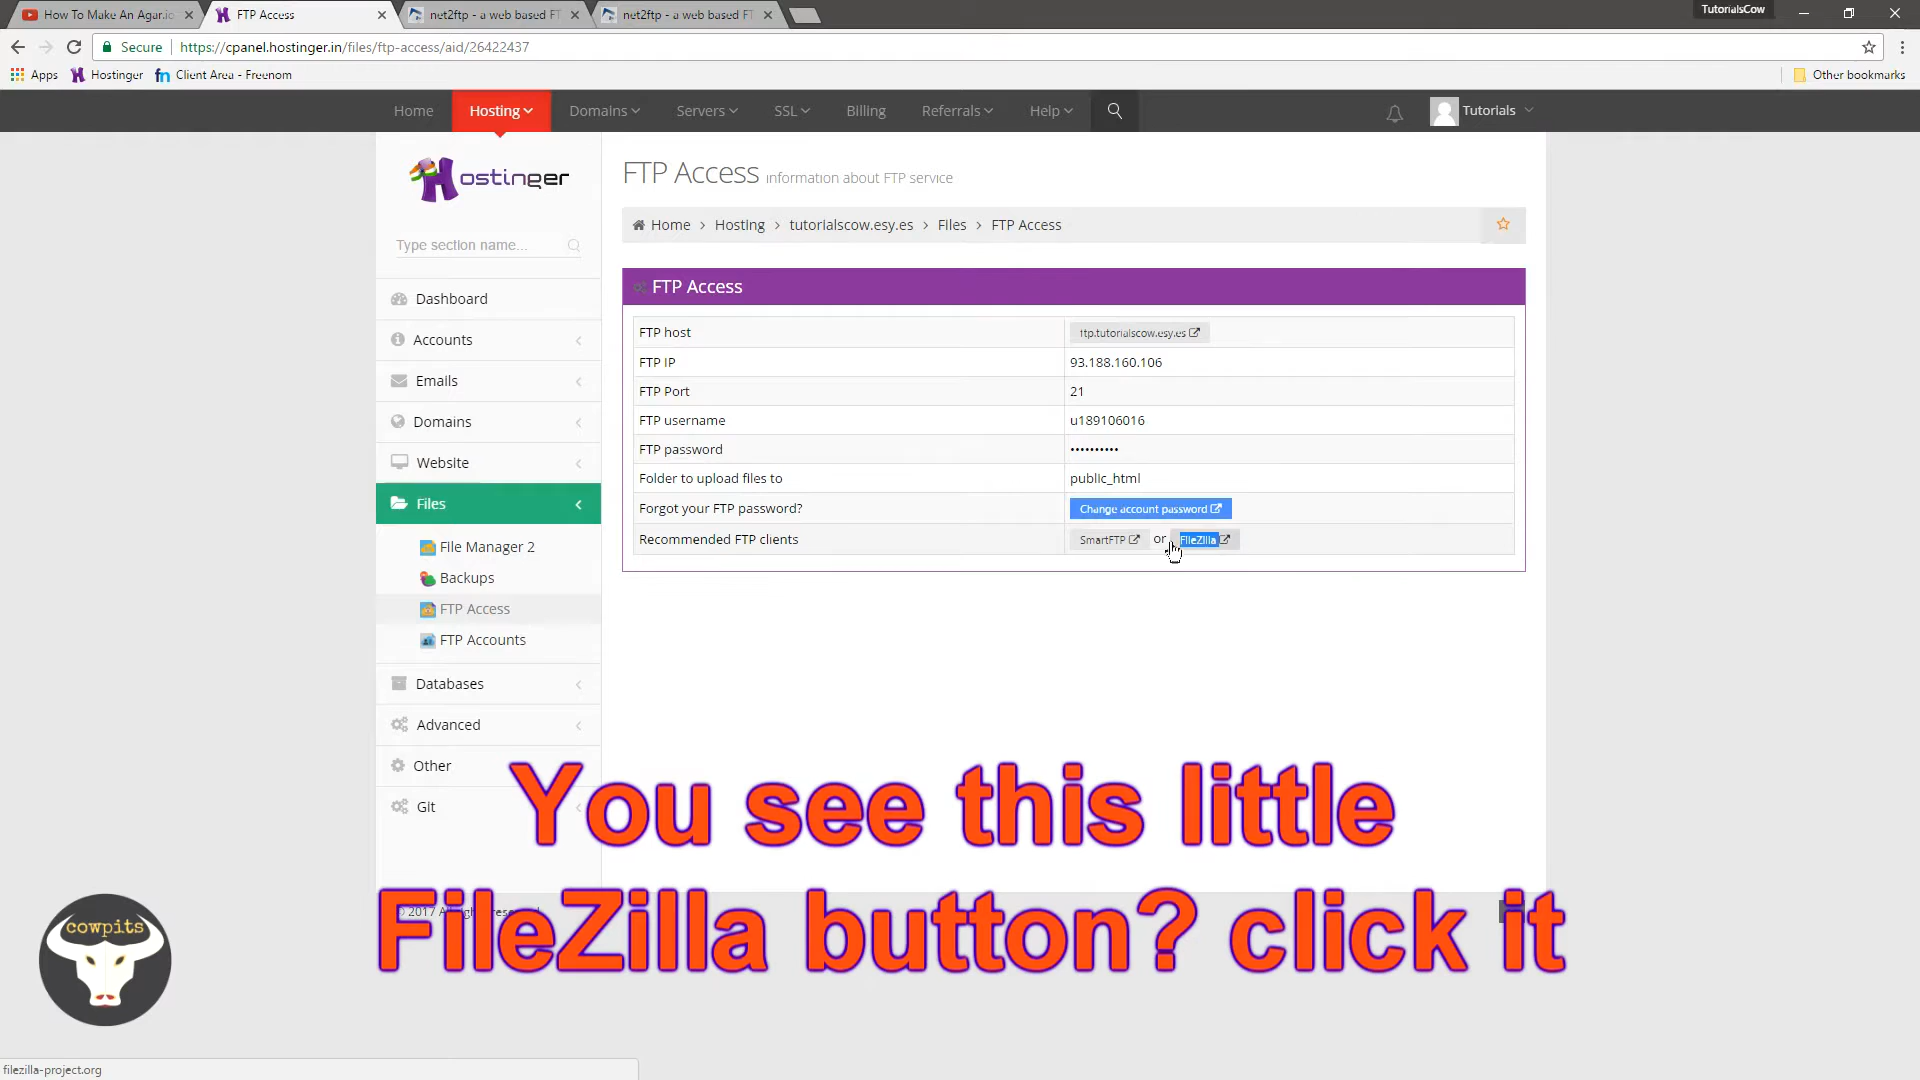 How To Make An Agar.io
FTP Access
net2ftp - a web based FT
net2ftp - a web based FT
TutorialsCow
Secure
https://cpanel.hostinger.in/files/ftp-access/aid/26422437
Apps
Hostinger
Client Area - Freenom
Other bookmarks
Home
Hosting
Domains
Servers
SSL
Billing
Referrals
Help
Tutorials
Hostinger
Type section name...
Dashboard
Accounts
Emails
Domains
Website
Files
File Manager 2
Backups
FTP Access
FTP Accounts
Databases
Advanced
Other
Git
FTP Access information about FTP service
Home > Hosting > tutorialscow.esy.es > Files > FTP Access
FTP Access
FTP host ftp.tutorialscow.esy.es
FTP IP 93.188.160.106
FTP Port 21
FTP username u189106016
FTP password ••••••••••
Folder to upload files to public_html
Forgot your FTP password? Change account password
Recommended FTP clients SmartFTP or FileZilla
You see this little
FileZilla button? click it
© 2017 All
cowpits
filezilla-project.org